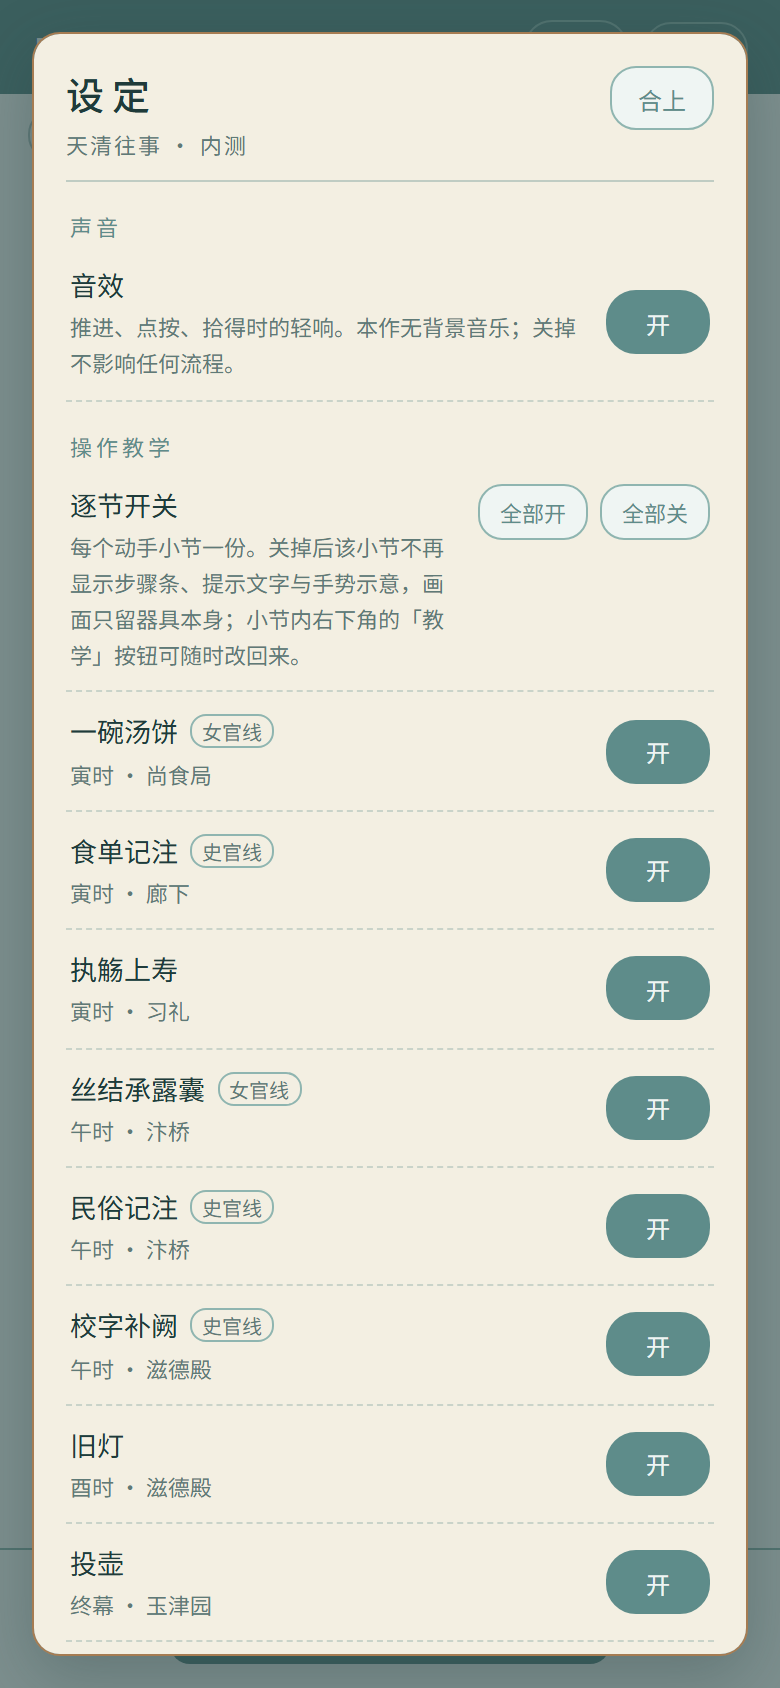 设定
合上
天清往事 · 内测
声音
音效
推进、点按、拾得时的轻响。本作无背景音乐；关掉
不影响任何流程。
开
操作教学
逐节开关
全部开 全部关
每个动手小节一份。关掉后该小节不再
显示步骤条、提示文字与手势示意，画
面只留器具本身；小节内右下角的「教
学」按钮可随时改回来。
一碗汤饼 女官线
寅时 · 尚食局
开
食单记注 史官线
寅时 · 廊下
开
执觞上寿
寅时 · 习礼
开
丝结承露囊 女官线
午时 · 汴桥
开
民俗记注 史官线
午时 · 汴桥
开
校字补阙 史官线
午时 · 滋德殿
开
旧灯
酉时 · 滋德殿
开
投壶
终幕 · 玉津园
开